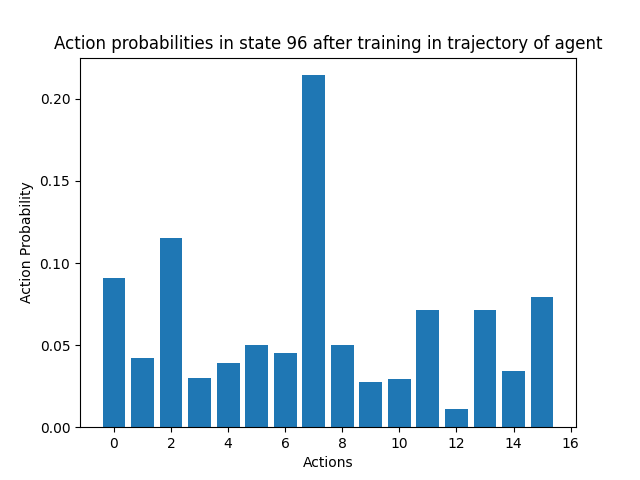 Action probabilities in state 96 after training in trajectory of agent
0.20
0.15
0.10
0.05
0.00
Action Probability
0 2 4 6 8 10 12 14 16
Actions